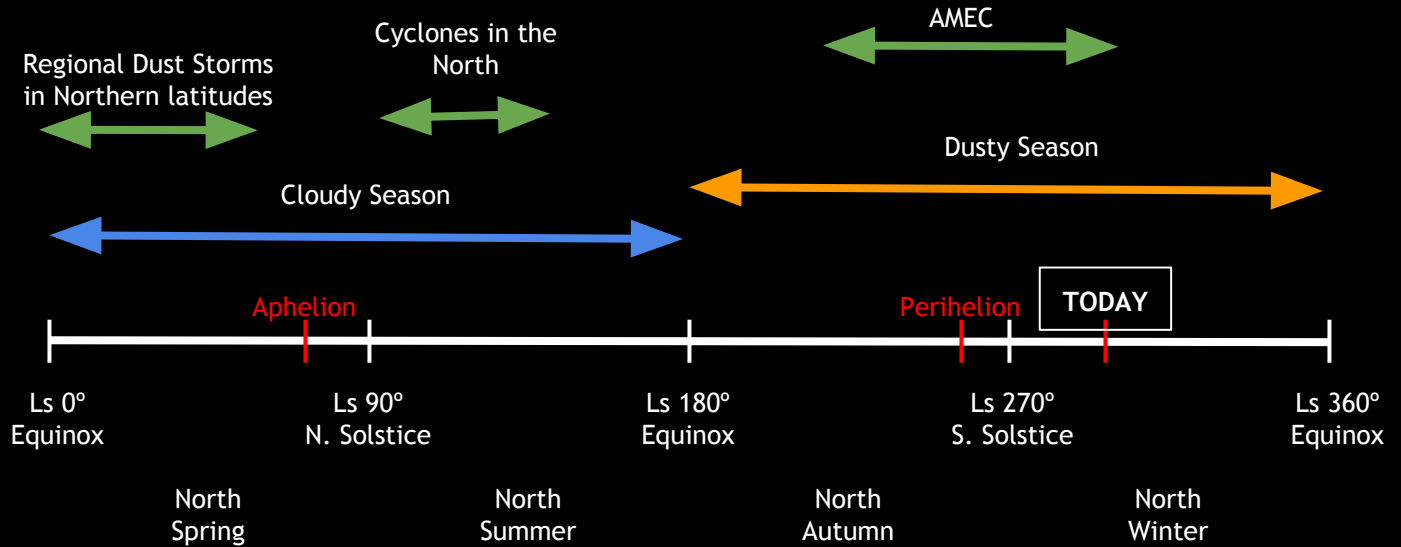 AMEC
Cyclones in the
North
Regional Dust Storms
in Northern latitudes
Dusty Season
Cloudy Season
Aphelion
Perihelion
TODAY
Ls 0º
Equinox
Ls 90º
N. Solstice
Ls 180º
Equinox
Ls 270º
S. Solstice
Ls 360º
Equinox
North
Spring
North
Summer
North
Autumn
North
Winter